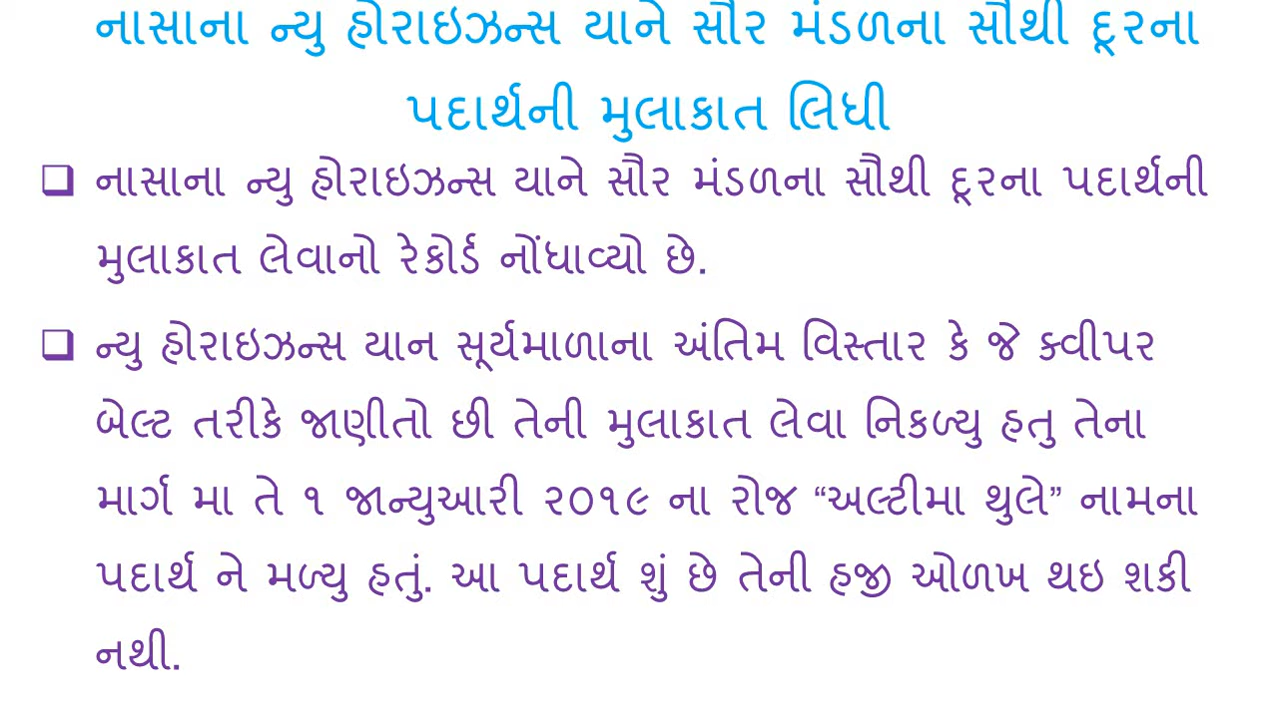 નાસાના ન્યુ હોરાઇઝન્સ યાને સૌર મંડળના સૌથી દૂરના
પદાર્થની મુલાકાત લિધી
❑ નાસાના ન્યુ હોરાઇઝન્સ યાને સૌર મંડળના સૌથી દૂરના પદાર્થની
મુલાકાત લેવાનો રેકોર્ડ નોંધાવ્યો છે.
❑ ન્યુ હોરાઇઝન્સ યાન સૂર્યમાળાના અંતિમ વિસ્તાર કે જે ક્વીપર
બેલ્ટ તરીકે જાણીતો છી તેની મુલાકાત લેવા નિકળ્યુ હતુ તેના
માર્ગ મા તે ૧ જાન્યુઆરી ૨૦૧૯ ના રોજ “અલ્ટીમા થુલે” નામના
પદાર્થ ને મળ્યુ હતું. આ પદાર્થ શું છે તેની હજી ઓળખ થઇ શકી
નથી.